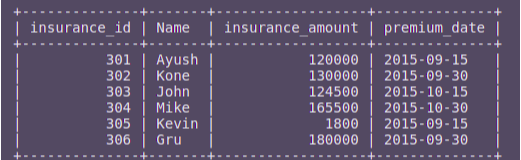 +--------------+-------+------------------+--------------+
| insurance_id | Name  | insurance_amount | premium_date |
+--------------+-------+------------------+--------------+
|          301 | Ayush |           120000 | 2015-09-15   |
|          302 | Kone  |           130000 | 2015-09-30   |
|          303 | John  |           124500 | 2015-10-15   |
|          304 | Mike  |           165500 | 2015-10-30   |
|          305 | Kevin |             1800 | 2015-09-15   |
|          306 | Gru   |           180000 | 2015-09-30   |
+--------------+-------+------------------+--------------+